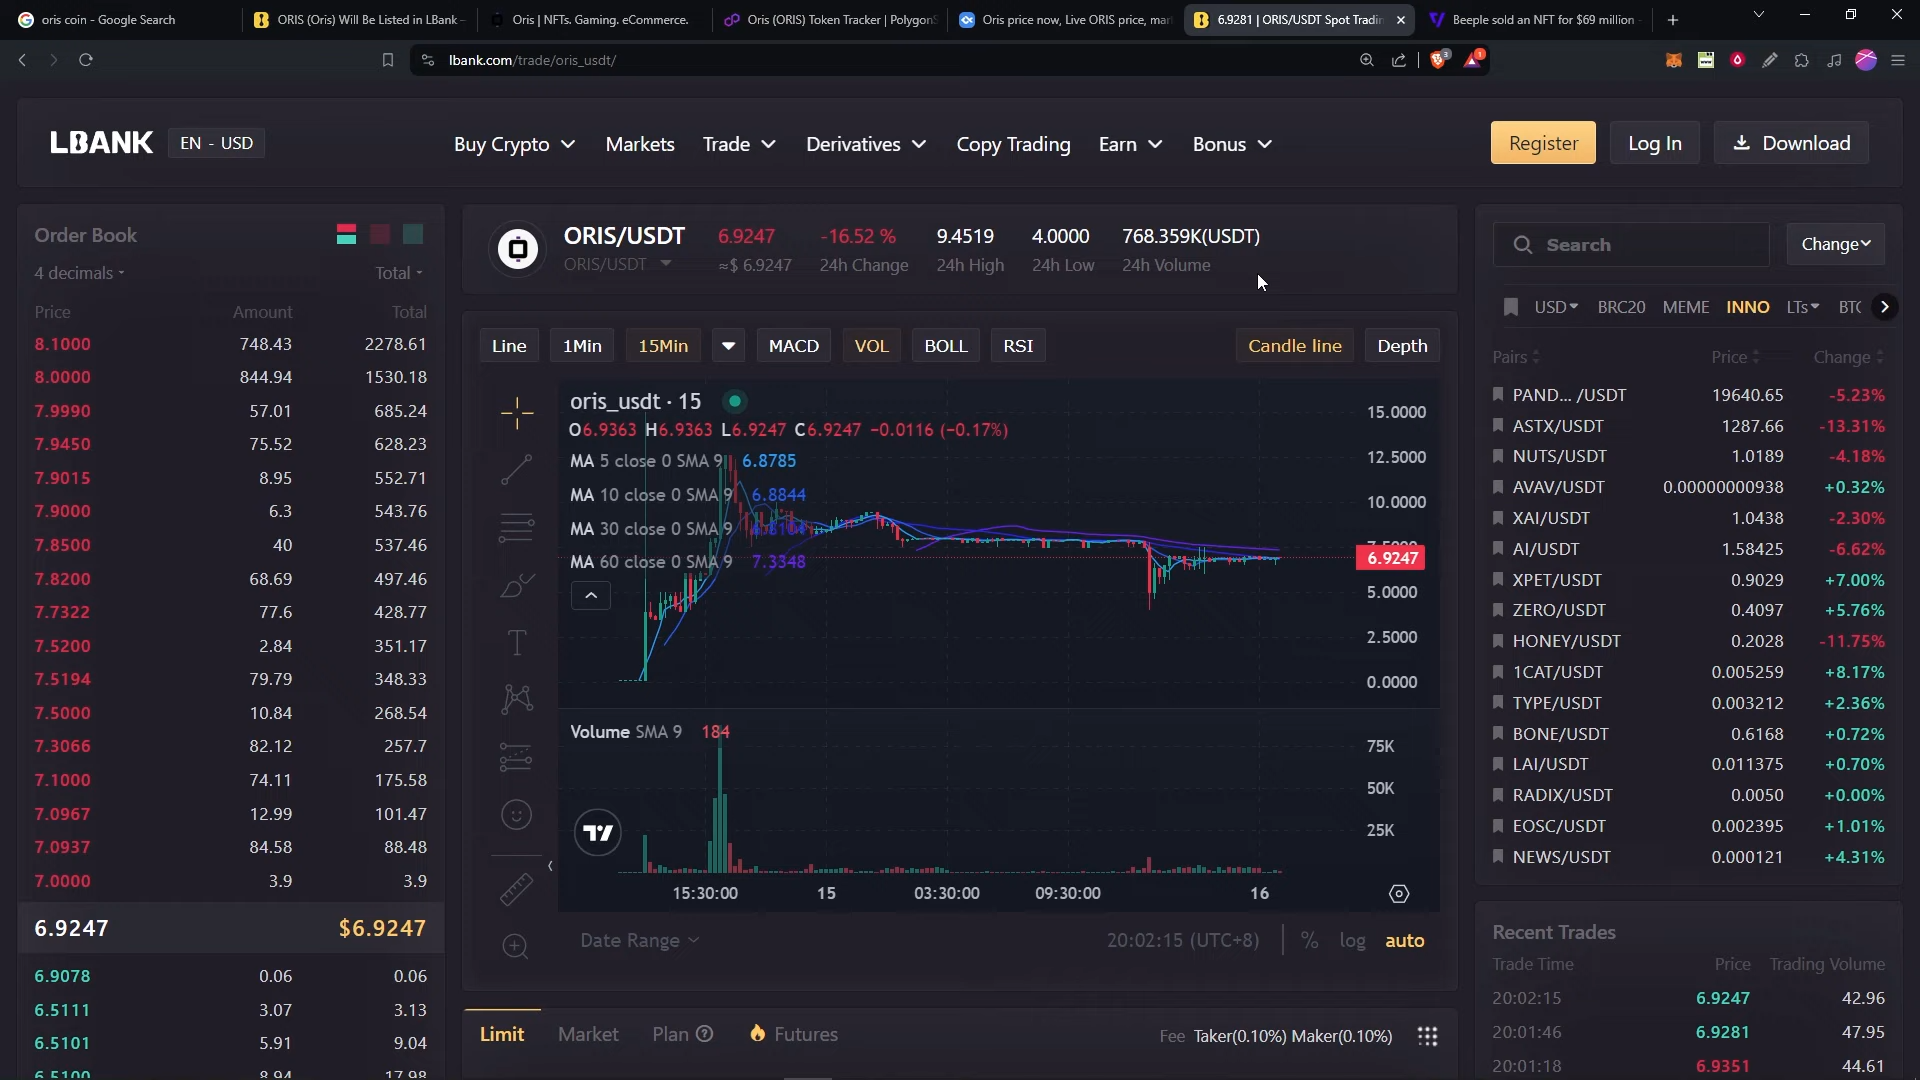 oris coin - Google Search
ORIS (Oris) Will Be Listed in LBank
Oris | NFTs. Gaming. eCommerce.
Oris (ORIS) Token Tracker | Polygon
Oris price now, Live ORIS price, mar
6.9281 | ORIS/USDT Spot Tradin
Beeple sold an NFT for $69 million -
lbank.com/trade/oris_usdt/
3
1
LBANK
EN - USD
Buy Crypto
Markets
Trade
Derivatives
Copy Trading
Earn
Bonus
Register
Log In
Download
Order Book
4 decimals
Total
Price Amount Total
8.1000 748.43 2278.61
8.0000 844.94 1530.18
7.9990 57.01 685.24
7.9450 75.52 628.23
7.9015 8.95 552.71
7.9000 6.3 543.76
7.8500 40 537.46
7.8200 68.69 497.46
7.7322 77.6 428.77
7.5200 2.84 351.17
7.5194 79.79 348.33
7.5000 10.84 268.54
7.3066 82.12 257.7
7.1000 74.11 175.58
7.0967 12.99 101.47
7.0937 84.58 88.48
7.0000 3.9 3.9
6.9247 $6.9247
6.9078 0.06 0.06
6.5111 3.07 3.13
6.5101 5.91 9.04
6.5100 8.94 17.98
ORIS/USDT 6.9247 -16.52 % 9.4519 4.0000 768.359K(USDT)
ORIS/USDT ≈$ 6.9247 24h Change 24h High 24h Low 24h Volume
Line 1Min 15Min MACD VOL BOLL RSI Candle line Depth
oris_usdt · 15
O6.9363 H6.9363 L6.9247 C6.9247 -0.0116 (-0.17%)
MA 5 close 0 SMA 9 6.8785
MA 10 close 0 SMA 9 6.8844
MA 30 close 0 SMA 9
MA 60 close 0 SMA 9 7.3348
15.0000
12.5000
10.0000
6.9247
5.0000
2.5000
0.0000
Volume SMA 9 184
75K
50K
25K
15:30:00 15 03:30:00 09:30:00 16
Date Range
20:02:15 (UTC+8) % log auto
Limit Market Plan Futures
Fee Taker(0.10%) Maker(0.10%)
Search
Change
USD BRC20 MEME INNO LTs BTC
Pairs Price Change
PAND... /USDT 19640.65 -5.23%
ASTX/USDT 1287.66 -13.31%
NUTS/USDT 1.0189 -4.18%
AVAV/USDT 0.00000000938 +0.32%
XAI/USDT 1.0438 -2.30%
AI/USDT 1.58425 -6.62%
XPET/USDT 0.9029 +7.00%
ZERO/USDT 0.4097 +5.76%
HONEY/USDT 0.2028 -11.75%
1CAT/USDT 0.005259 +8.17%
TYPE/USDT 0.003212 +2.36%
BONE/USDT 0.6168 +0.72%
LAI/USDT 0.011375 +0.70%
RADIX/USDT 0.0050 +0.00%
EOSC/USDT 0.002395 +1.01%
NEWS/USDT 0.000121 +4.31%
Recent Trades
Trade Time Price Trading Volume
20:02:15 6.9247 42.96
20:01:46 6.9281 47.95
20:01:18 6.9351 44.61